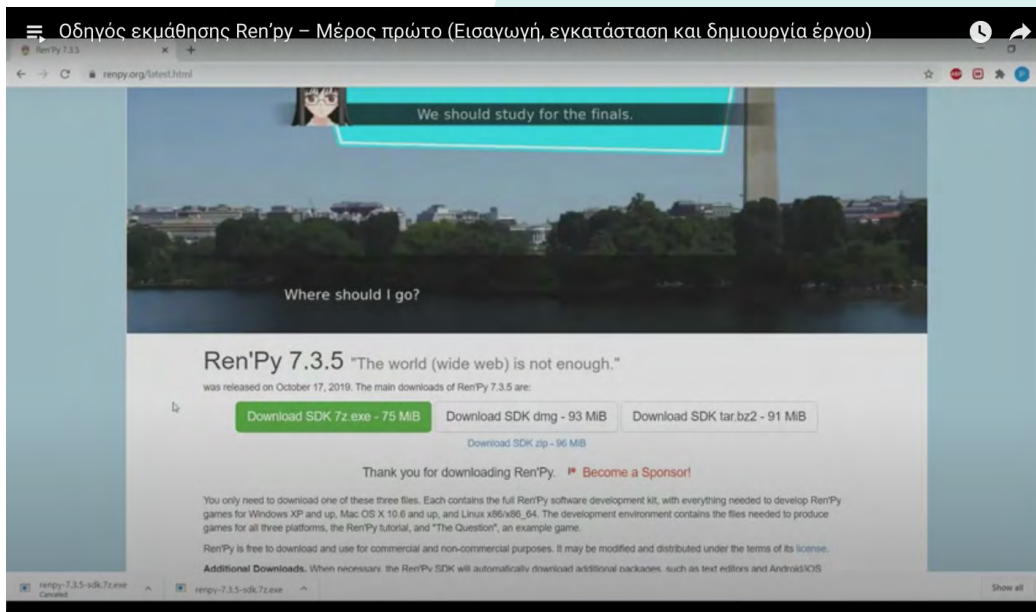 Οδηγός εκμάθησης Ren'py – Μέρος πρώτο (Εισαγωγή, εγκατάσταση και δημιουργία έργου)
Ren'Py 7.3.5
renpy.org/latest.html
We should study for the finals.
Where should I go?
Ren'Py 7.3.5 "The world (wide web) is not enough."
was released on October 17, 2019. The main downloads of Ren'Py 7.3.5 are:
Download SDK 7z.exe - 75 MiB
Download SDK dmg - 93 MiB
Download SDK tar.bz2 - 91 MiB
Download SDK zip - 96 MiB
Thank you for downloading Ren'Py. Become a Sponsor!
You only need to download one of these three files. Each contains the full Ren'Py software development kit, with everything needed to develop Ren'Py
games for Windows XP and up, Mac OS X 10.6 and up, and Linux x86/x86_64. The development environment contains the files needed to produce
games for all three platforms, the Ren'Py tutorial, and "The Question", an example game.
Ren'Py is free to download and use for commercial and non-commercial purposes. It may be modified and distributed under the terms of its license.
Additional Downloads. When necessary, the Ren'Py SDK will automatically download additional packages, such as text editors and Android/iOS
renpy-7.3.5-sdk.7z.exe
Canceled
renpy-7.3.5-sdk.7z.exe
Show all